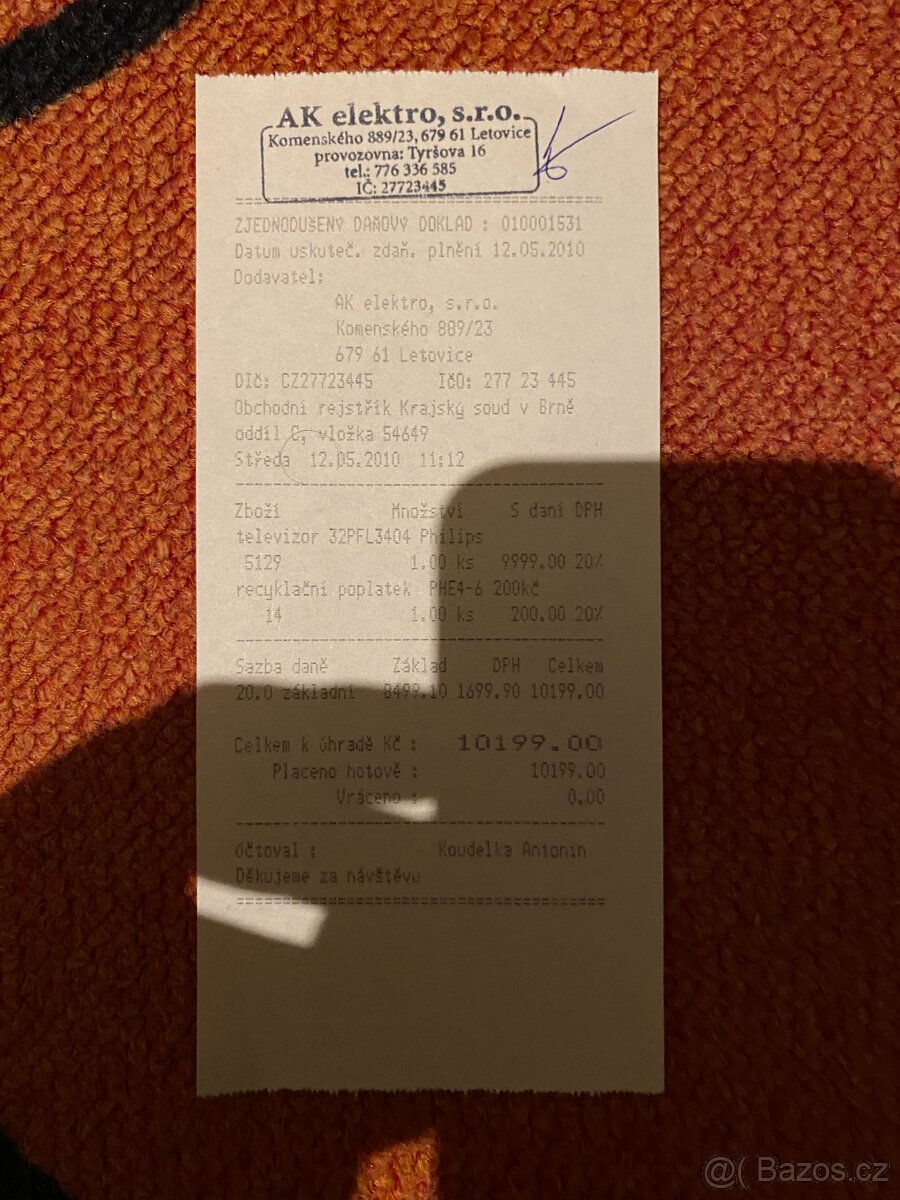 AK elektro, s.r.o.
Komenského 889/23, 679 61 Letovice
provozovna: Tyršova 16
tel.: 776 336 585
IČ: 27723445
ZJEDNODUŠENÝ DAŇOVÝ DOKLAD : 010001531
Datum uskuteč. zdaň. plnění 12.05.2010
Dodavatel:
AK elektro, s.r.o.
Komenského 889/23
679 61 Letovice
DIČ: CZ27723445 IČO: 277 23 445
Obchodní rejstřík Krajský soud v Brně
oddíl C, vložka 54649
Středa 12.05.2010 11:12
Zboží Množství S daní DPH
televizor 32PFL3404 Philips
5129 1.00 ks 9999.00 20%
recyklační poplatek PHE4-6 200kč
14 1.00 ks 200.00 20%
Sazba daně Základ DPH Celkem
20.0 základní 8499.10 1699.90 10199.00
Celkem k úhradě Kč : 10199.00
Placeno hotově : 10199.00
Vráceno : 0.00
Účtoval : Koudelka Antonín
Děkujeme za návštěvu
@( Bazos.cz